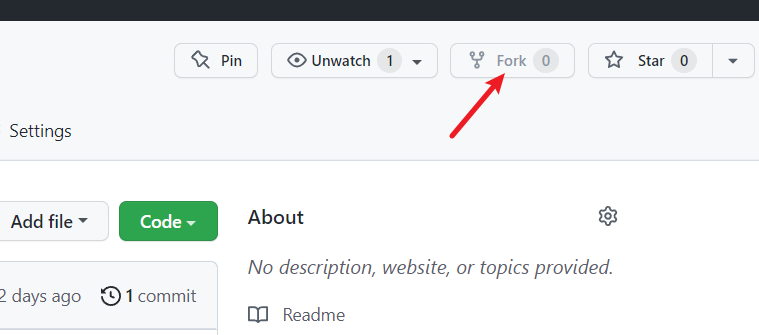 Pin Unwatch 1 Fork 0 Star 0
Settings
Add file Code About
No description, website, or topics provided.
2 days ago 1 commit
Readme